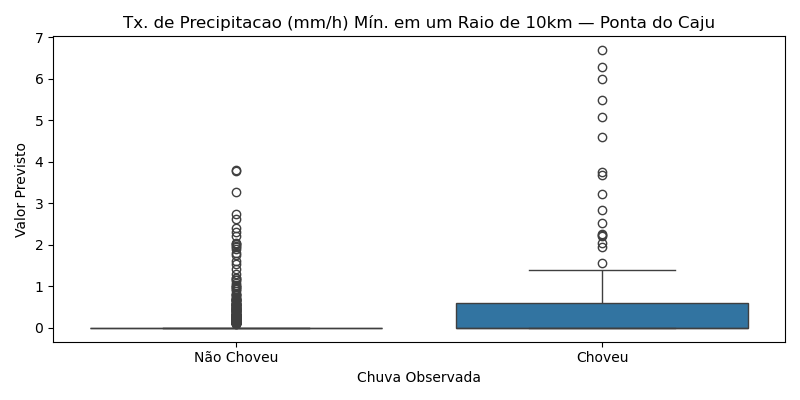 Tx. de Precipitacao (mm/h) Mín. em um Raio de 10km — Ponta do Caju
7
6
5
4
3
2
1
0
Valor Previsto
Não Choveu
Choveu
Chuva Observada